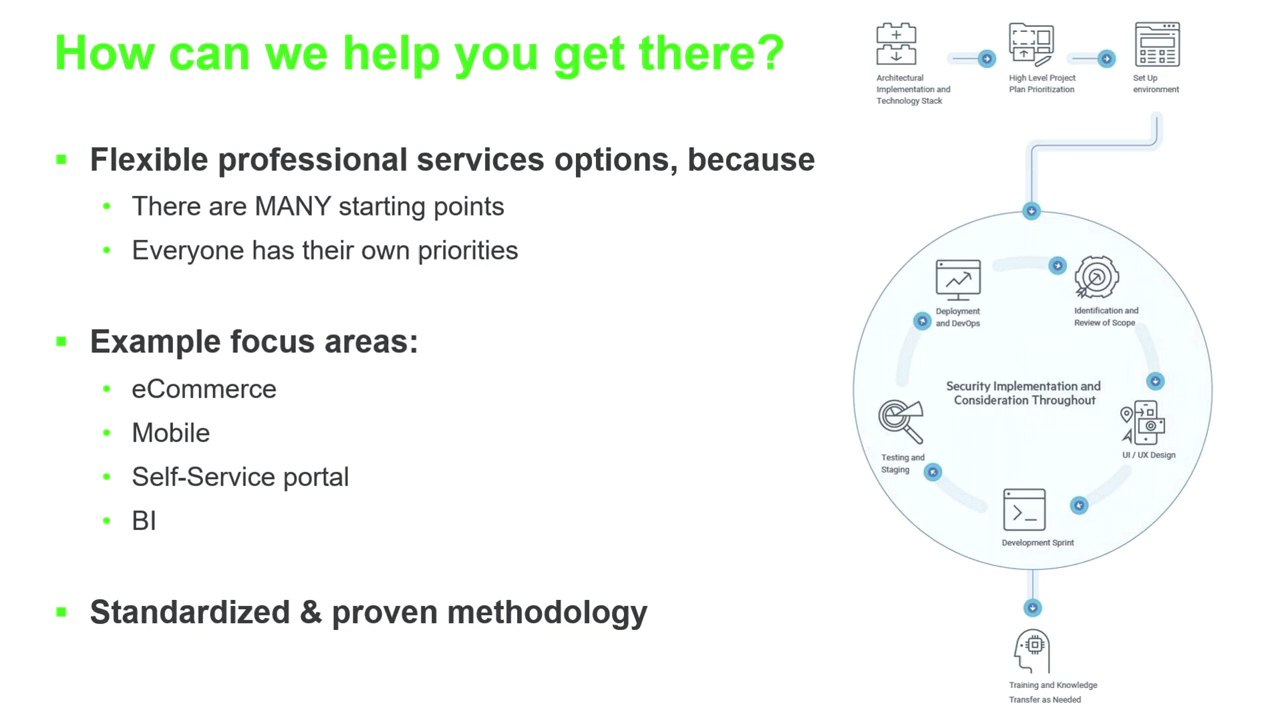 How can we help you get there?
Flexible professional services options, because
There are MANY starting points
Everyone has their own priorities
Example focus areas:
eCommerce
Mobile
Self-Service portal
BI
Standardized & proven methodology
Architectural
Implementation and
Technology Stack
High Level Project
Plan Prioritization
Set Up
environment
Deployment
and DevOps
Identification and
Review of Scope
Security Implementation and
Consideration Throughout
Testing and
Staging
UI / UX Design
Development Sprint
Training and Knowledge
Transfer as Needed